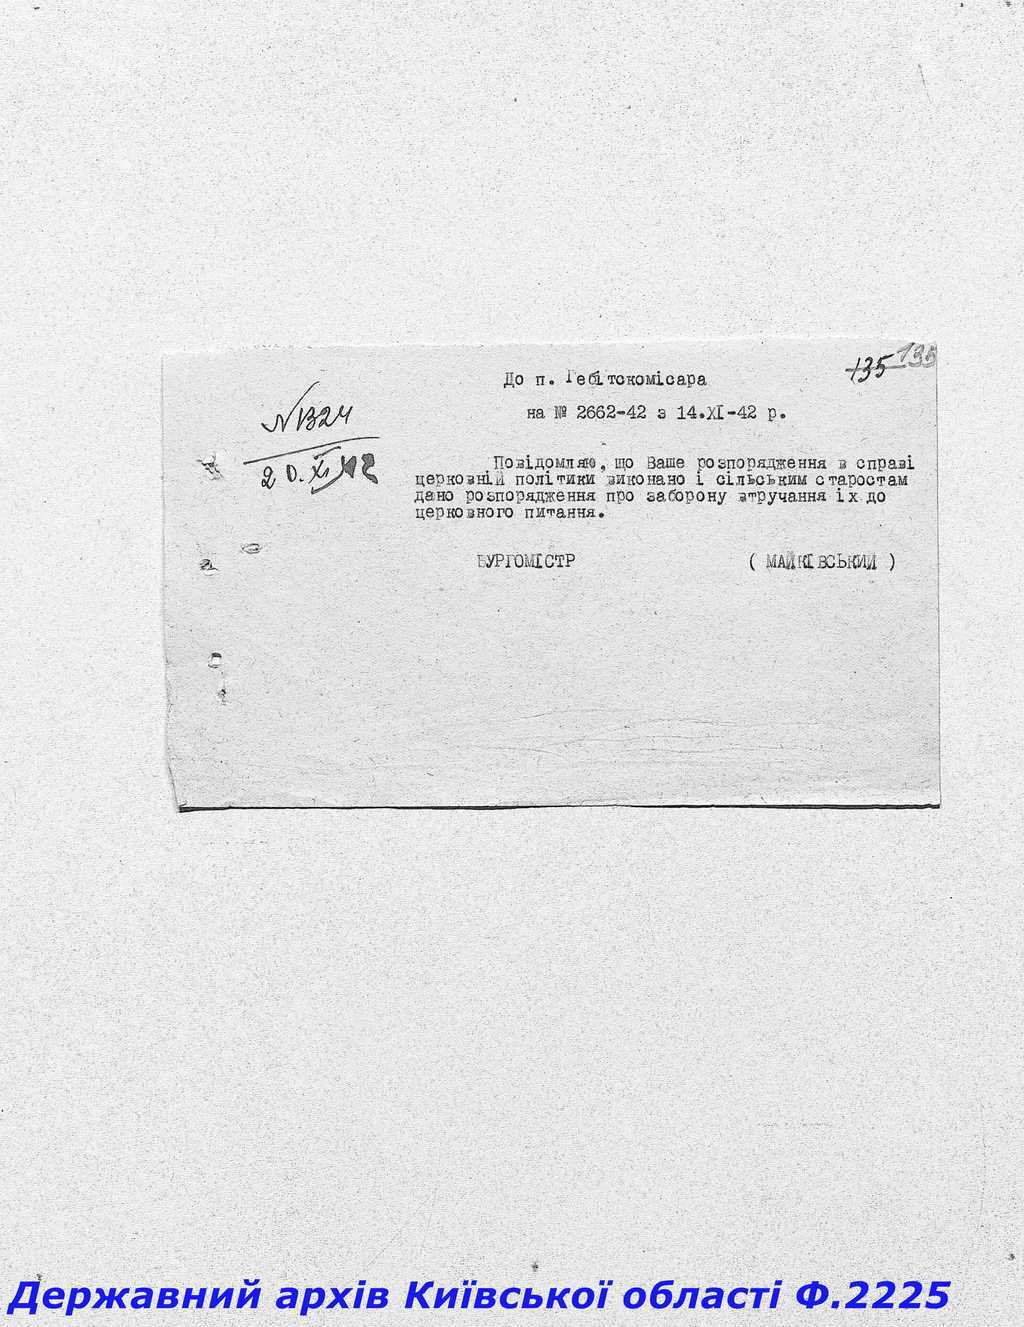 135 135
До п. Гебітскомісара
на № 2662-42 з 14.XI-42 р.
N 1324
20.XI 42
Повідомляю, що Ваше розпорядження в справі
церковній політики виконано і сільським старостам
дано розпорядження про заборону втручання їх до
церковного питання.
БУРГОМІСТР ( МАЙКІВСЬКИЙ )
Державний архів Київської області Ф.2225